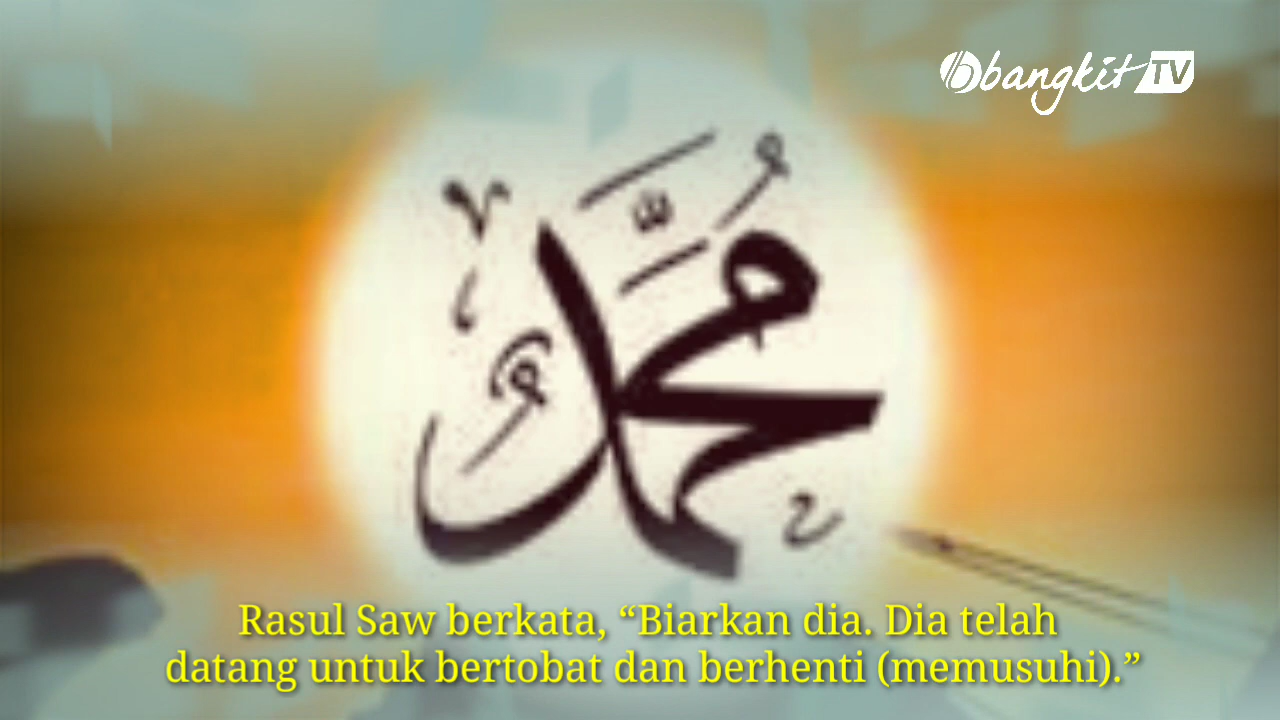 bangkit TV
محمد
Rasul Saw berkata, “Biarkan dia. Dia telah
datang untuk bertobat dan berhenti (memusuhi).”